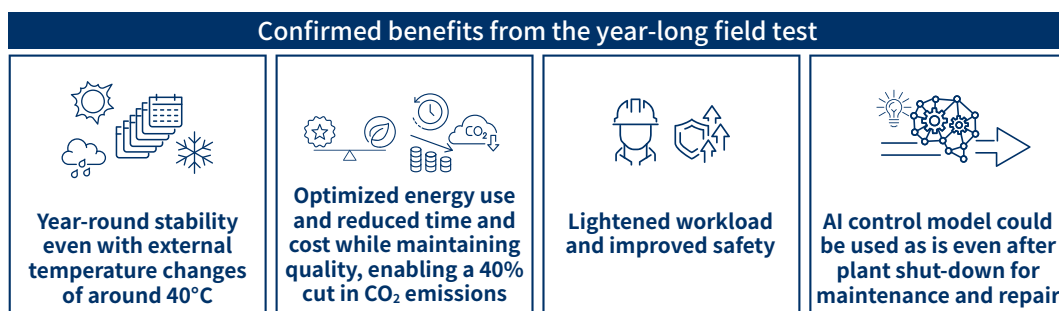 Confirmed benefits from the year-long field test
Year-round stability
even with external
temperature changes
of around 40°C
CO₂
Optimized energy use
and reduced time and
cost while maintaining
quality, enabling a 40%
cut in CO₂ emissions
Lightened workload
and improved safety
AI control model could
be used as is even after
plant shut-down for
maintenance and repair